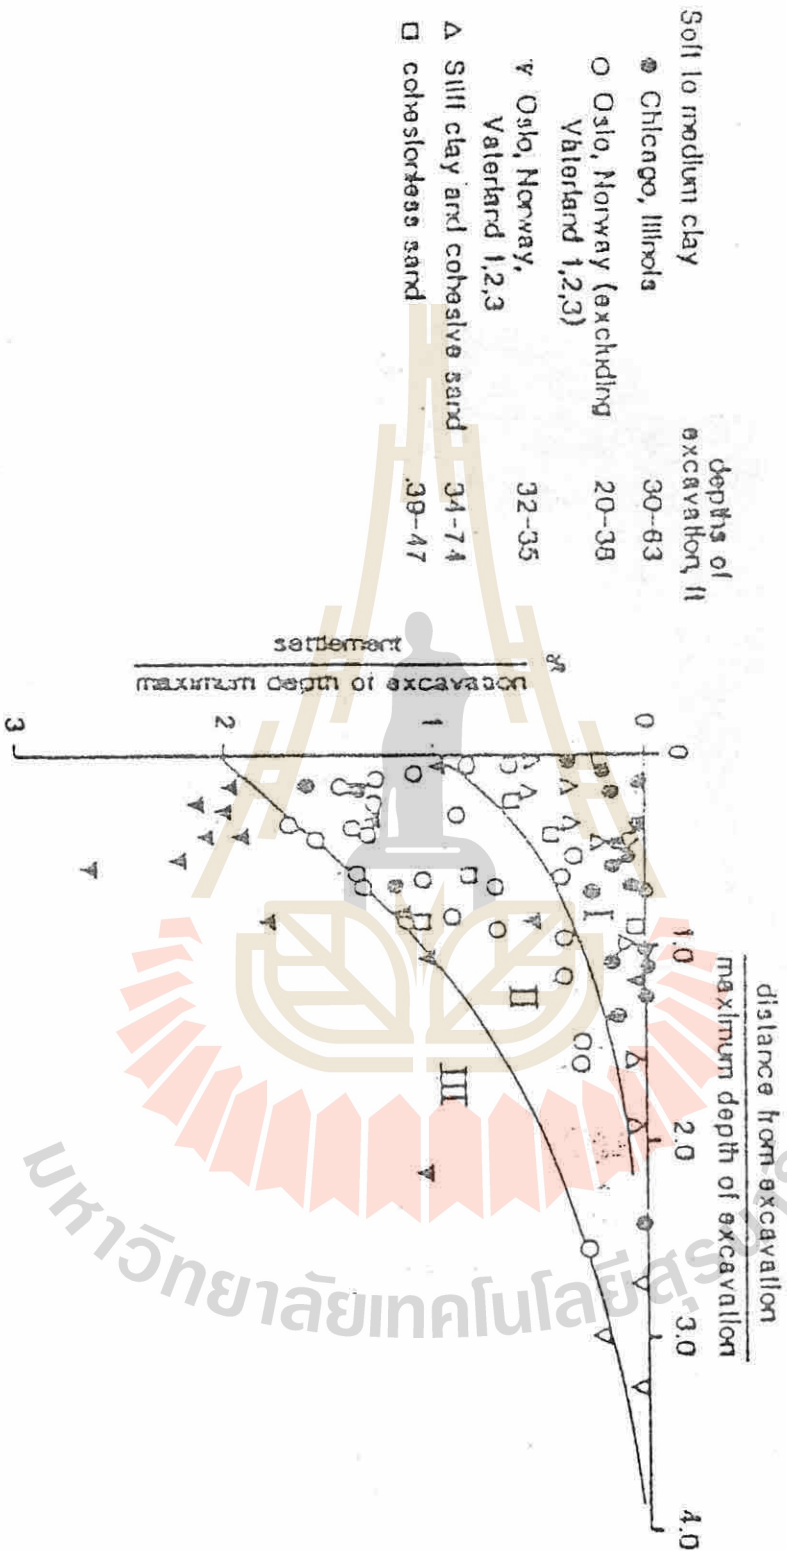 Soft to medium clay
depths of
excavation, ft
Chicago, Illinois
30-63
Oslo, Norway (excluding
Vaterland 1,2,3)
20-38
Oslo, Norway,
Vaterland 1,2,3
32-35
Stiff clay and cohesive sand
34-74
cohesionless sand
39-47
distance from excavation
maximum depth of excavation
0
1.0
2.0
3.0
4.0
settlement
maximum depth of excavation
%
0
1
2
3
I
II
III